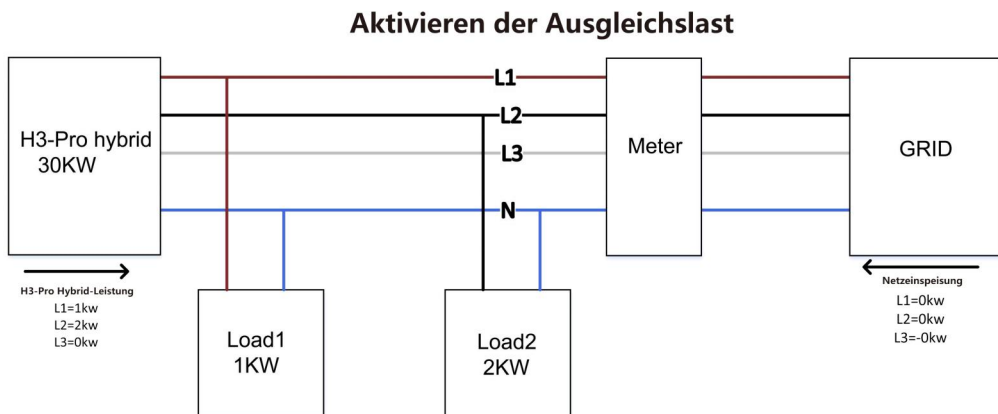 Aktivieren der Ausgleichslast
L1
L2
L3
N
H3-Pro hybrid
30KW
Meter
GRID
H3-Pro Hybrid-Leistung
L1=1kw
L2=2kw
L3=0kw
Load1
1KW
Load2
2KW
Netzeinspeisung
L1=0kw
L2=0kw
L3=-0kw